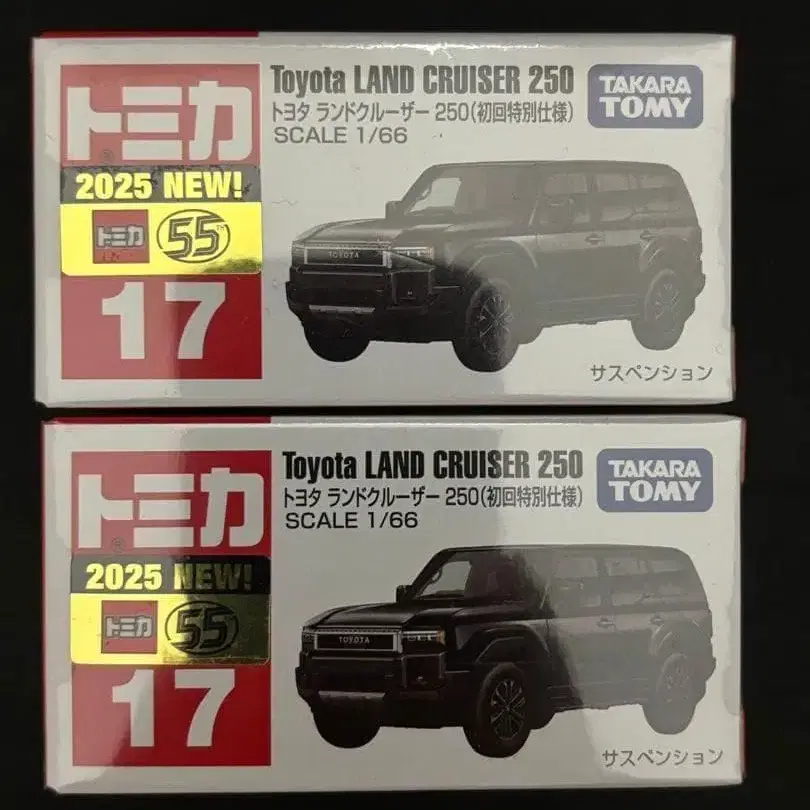 トミカ
®
2025 NEW!
トミカ 55TH
17
Toyota LAND CRUISER 250
トヨタ ランドクルーザー 250(初回特別仕様)
SCALE 1/66
TAKARA
TOMY
TOYOTA
サスペンション
トミカ
®
2025 NEW!
トミカ 55
17
Toyota LAND CRUISER 250
トヨタ ランドクルーザー 250(初回特別仕様)
SCALE 1/66
TAKARA
TOMY
TOYOTA
サスペンション